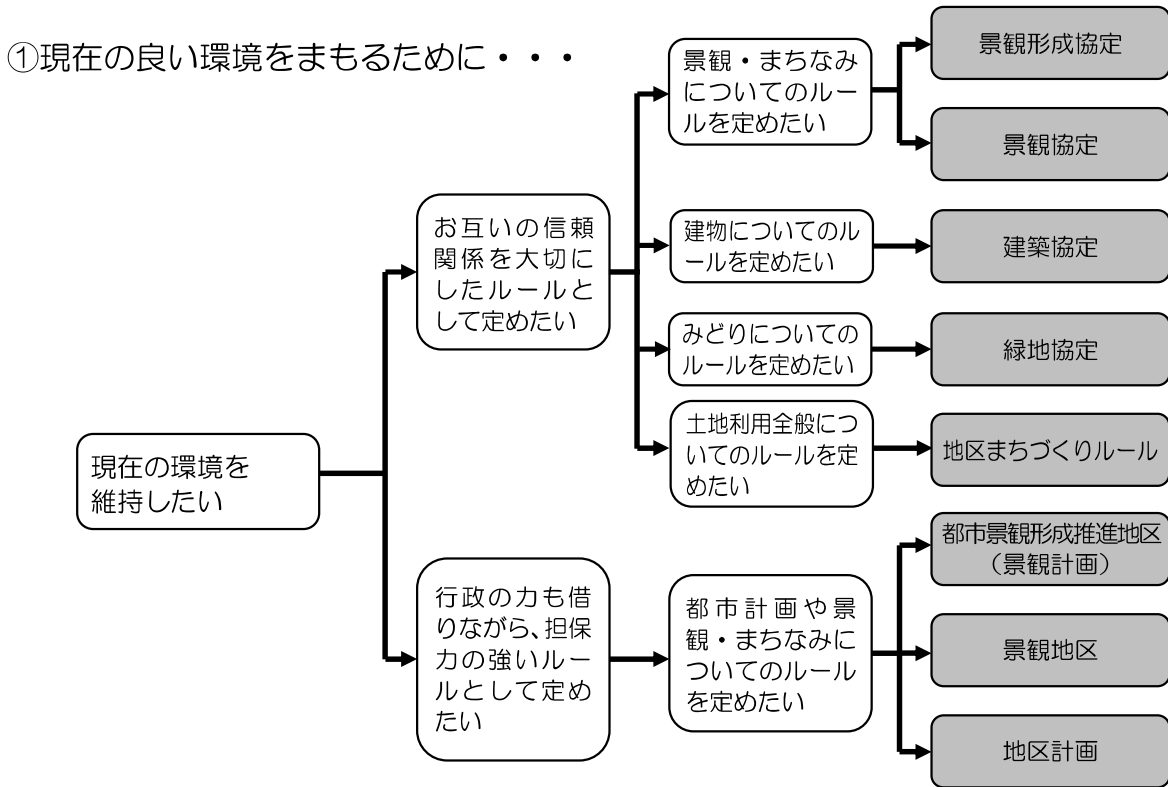 ①現在の良い環境をまもるために・・・
現在の環境を
維持したい
お互いの信頼
関係を大切に
したルールと
して定めたい
景観・まちなみ
についてのルー
ルを定めたい
景観形成協定
景観協定
建物についてのル
ールを定めたい
建築協定
みどりについての
ルールを定めたい
緑地協定
土地利用全般につ
いてのルールを定
めたい
地区まちづくりルール
行政の力も借
りながら、担保
力の強いルー
ルとして定め
たい
都市計画や景
観・まちなみに
ついてのルール
を定めたい
都市景観形成推進地区
（景観計画）
景観地区
地区計画